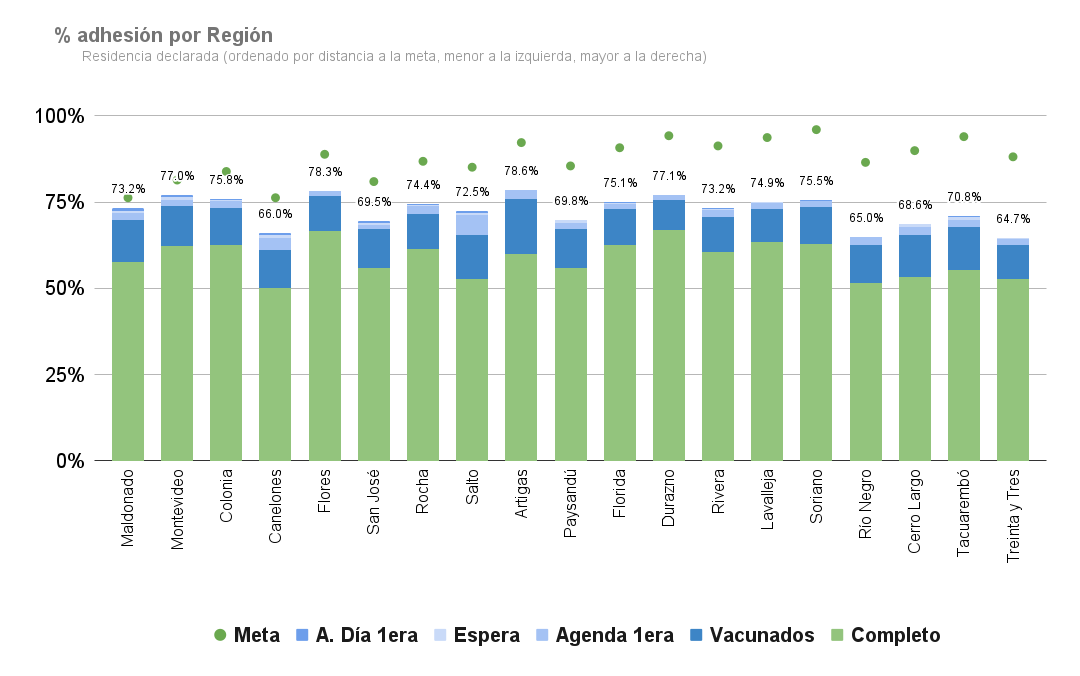 % adhesión por Región
Residencia declarada (ordenado por distancia a la meta, menor a la izquierda, mayor a la derecha)
100%
75%
50%
25%
0%
73.2%
77.0%
75.8%
66.0%
78.3%
69.5%
74.4%
72.5%
78.6%
69.8%
75.1%
77.1%
73.2%
74.9%
75.5%
65.0%
68.6%
70.8%
64.7%
Maldonado
Montevideo
Colonia
Canelones
Flores
San José
Rocha
Salto
Artigas
Paysandú
Florida
Durazno
Rivera
Lavalleja
Soriano
Río Negro
Cerro Largo
Tacuarembó
Treinta y Tres
Meta A. Día 1era Espera Agenda 1era Vacunados Completo